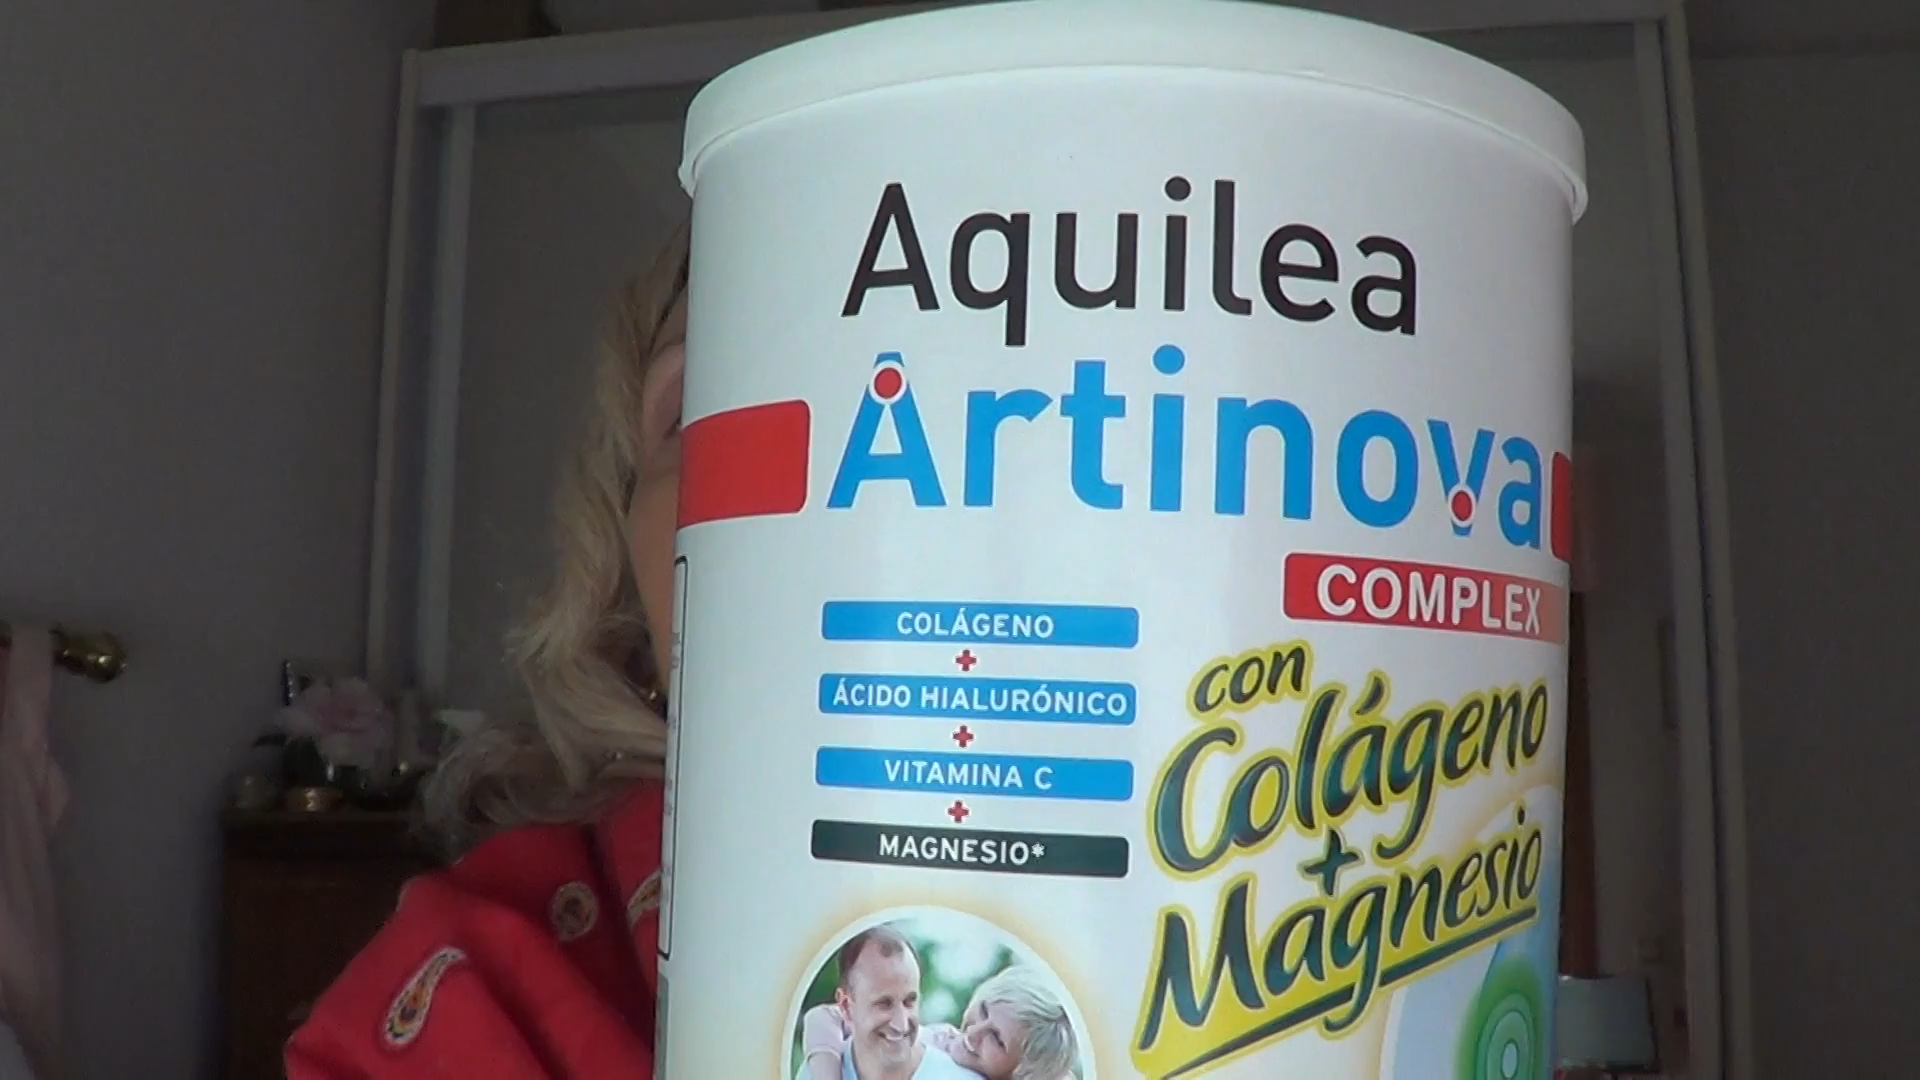 Aquilea
Artinova
COMPLEX
COLÁGENO
+
ÁCIDO HIALURÓNICO
+
VITAMINA C
+
MAGNESIO*
con
Colágeno
+
Magnesio